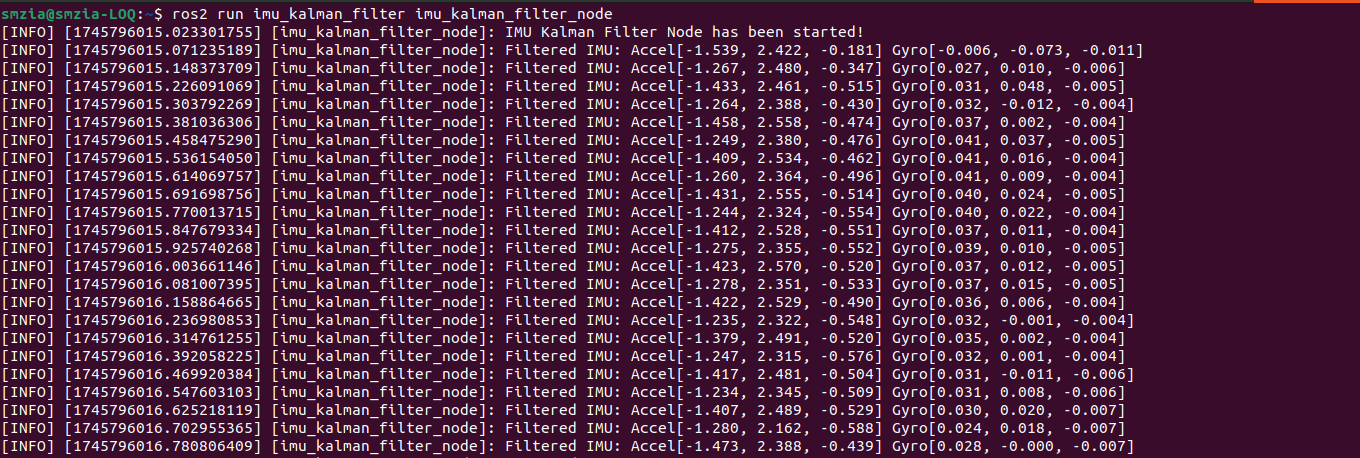 smzia@smzia-LOQ:~$ ros2 run imu_kalman_filter imu_kalman_filter_node
[INFO] [1745796015.023301755] [imu_kalman_filter_node]: IMU Kalman Filter Node has been started!
[INFO] [1745796015.071235189] [imu_kalman_filter_node]: Filtered IMU: Accel[-1.539, 2.422, -0.181] Gyro[-0.006, -0.073, -0.011]
[INFO] [1745796015.148373709] [imu_kalman_filter_node]: Filtered IMU: Accel[-1.267, 2.480, -0.347] Gyro[0.027, 0.010, -0.006]
[INFO] [1745796015.226091069] [imu_kalman_filter_node]: Filtered IMU: Accel[-1.433, 2.461, -0.515] Gyro[0.031, 0.048, -0.005]
[INFO] [1745796015.303792269] [imu_kalman_filter_node]: Filtered IMU: Accel[-1.264, 2.388, -0.430] Gyro[0.032, -0.012, -0.004]
[INFO] [1745796015.381036306] [imu_kalman_filter_node]: Filtered IMU: Accel[-1.458, 2.558, -0.474] Gyro[0.037, 0.002, -0.004]
[INFO] [1745796015.458475290] [imu_kalman_filter_node]: Filtered IMU: Accel[-1.249, 2.380, -0.476] Gyro[0.041, 0.037, -0.005]
[INFO] [1745796015.536154050] [imu_kalman_filter_node]: Filtered IMU: Accel[-1.409, 2.534, -0.462] Gyro[0.041, 0.016, -0.004]
[INFO] [1745796015.614069757] [imu_kalman_filter_node]: Filtered IMU: Accel[-1.260, 2.364, -0.496] Gyro[0.041, 0.009, -0.004]
[INFO] [1745796015.691698756] [imu_kalman_filter_node]: Filtered IMU: Accel[-1.431, 2.555, -0.514] Gyro[0.040, 0.024, -0.005]
[INFO] [1745796015.770013715] [imu_kalman_filter_node]: Filtered IMU: Accel[-1.244, 2.324, -0.554] Gyro[0.040, 0.022, -0.004]
[INFO] [1745796015.847679334] [imu_kalman_filter_node]: Filtered IMU: Accel[-1.412, 2.528, -0.551] Gyro[0.037, 0.011, -0.004]
[INFO] [1745796015.925740268] [imu_kalman_filter_node]: Filtered IMU: Accel[-1.275, 2.355, -0.552] Gyro[0.039, 0.010, -0.005]
[INFO] [1745796016.003661146] [imu_kalman_filter_node]: Filtered IMU: Accel[-1.423, 2.570, -0.520] Gyro[0.037, 0.012, -0.005]
[INFO] [1745796016.081007395] [imu_kalman_filter_node]: Filtered IMU: Accel[-1.278, 2.351, -0.533] Gyro[0.037, 0.015, -0.005]
[INFO] [1745796016.158864665] [imu_kalman_filter_node]: Filtered IMU: Accel[-1.422, 2.529, -0.490] Gyro[0.036, 0.006, -0.004]
[INFO] [1745796016.236980853] [imu_kalman_filter_node]: Filtered IMU: Accel[-1.235, 2.322, -0.548] Gyro[0.032, -0.001, -0.004]
[INFO] [1745796016.314761255] [imu_kalman_filter_node]: Filtered IMU: Accel[-1.379, 2.491, -0.520] Gyro[0.035, 0.002, -0.004]
[INFO] [1745796016.392058225] [imu_kalman_filter_node]: Filtered IMU: Accel[-1.247, 2.315, -0.576] Gyro[0.032, 0.001, -0.004]
[INFO] [1745796016.469920384] [imu_kalman_filter_node]: Filtered IMU: Accel[-1.417, 2.481, -0.504] Gyro[0.031, -0.011, -0.006]
[INFO] [1745796016.547603103] [imu_kalman_filter_node]: Filtered IMU: Accel[-1.234, 2.345, -0.509] Gyro[0.031, 0.008, -0.006]
[INFO] [1745796016.625218119] [imu_kalman_filter_node]: Filtered IMU: Accel[-1.407, 2.489, -0.529] Gyro[0.030, 0.020, -0.007]
[INFO] [1745796016.702955365] [imu_kalman_filter_node]: Filtered IMU: Accel[-1.280, 2.162, -0.588] Gyro[0.024, 0.018, -0.007]
[INFO] [1745796016.780806409] [imu_kalman_filter_node]: Filtered IMU: Accel[-1.473, 2.388, -0.439] Gyro[0.028, -0.000, -0.007]